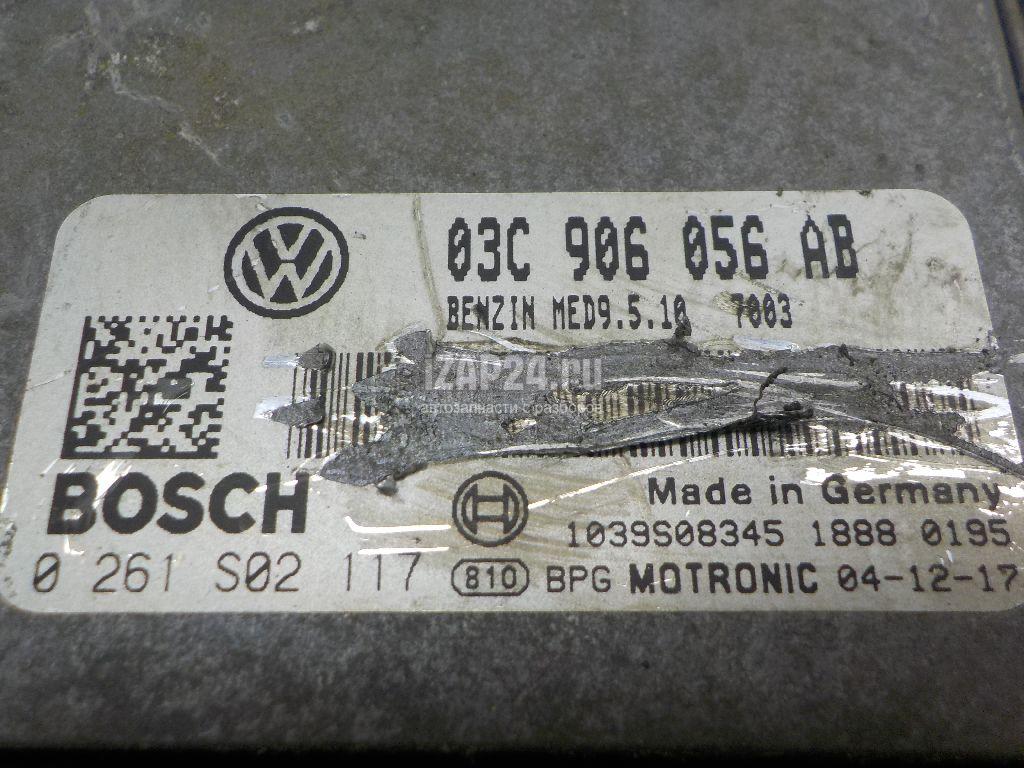 03C 906 056 AB
BENZIN MED9.5.10 7003
IZAP24.RU
автозапчасти с разборов
BOSCH
Made in Germany
1039S08345 1888 0195
0 261 S02 117
810 BPG MOTRONIC 04-12-17